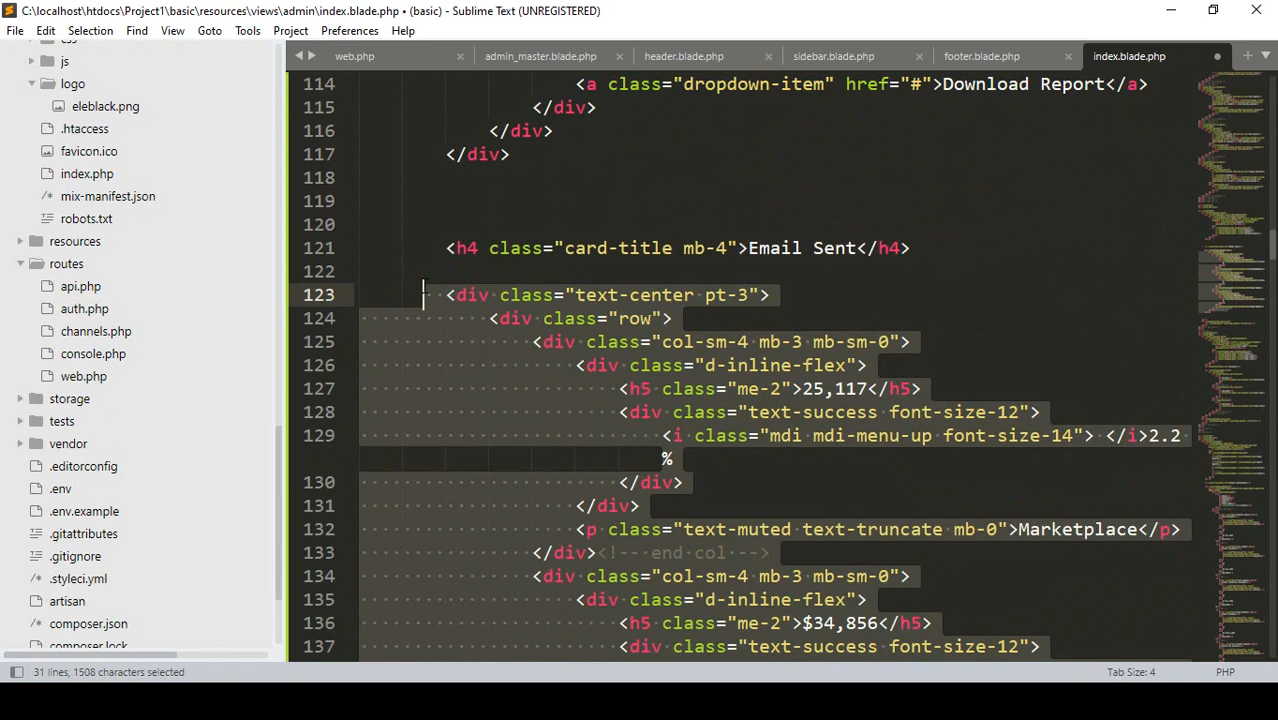 C:\localhost\htdocs\Project1\basic\resources\views\admin\index.blade.php • (basic) - Sublime Text (UNREGISTERED)
File Edit Selection Find View Goto Tools Project Preferences Help
js
logo
eleblack.png
.htaccess
favicon.ico
index.php
/* mix-manifest.json
robots.txt
resources
routes
api.php
auth.php
channels.php
console.php
web.php
storage
tests
vendor
.editorconfig
.env
.env.example
.gitattributes
.gitignore
/* .styleci.yml
artisan
/* composer.json
composer.lock
web.php × admin_master.blade.php × header.blade.php × sidebar.blade.php × footer.blade.php × index.blade.php •
114 <a class="dropdown-item" href="#">Download Report</a>
115 </div>
116 </div>
117 </div>
118
119
120
121 <h4 class="card-title mb-4">Email Sent</h4>
122
123 <div class="text-center pt-3">
124 <div class="row">
125 <div class="col-sm-4 mb-3 mb-sm-0">
126 <div class="d-inline-flex">
127 <h5 class="me-2">25,117</h5>
128 <div class="text-success font-size-12">
129 <i class="mdi mdi-menu-up font-size-14"> </i>2.2
%
130 </div>
131 </div>
132 <p class="text-muted text-truncate mb-0">Marketplace</p>
133 </div><!-- end col -->
134 <div class="col-sm-4 mb-3 mb-sm-0">
135 <div class="d-inline-flex">
136 <h5 class="me-2">$34,856</h5>
137 <div class="text-success font-size-12">
31 lines, 1508 characters selected
Tab Size: 4
PHP